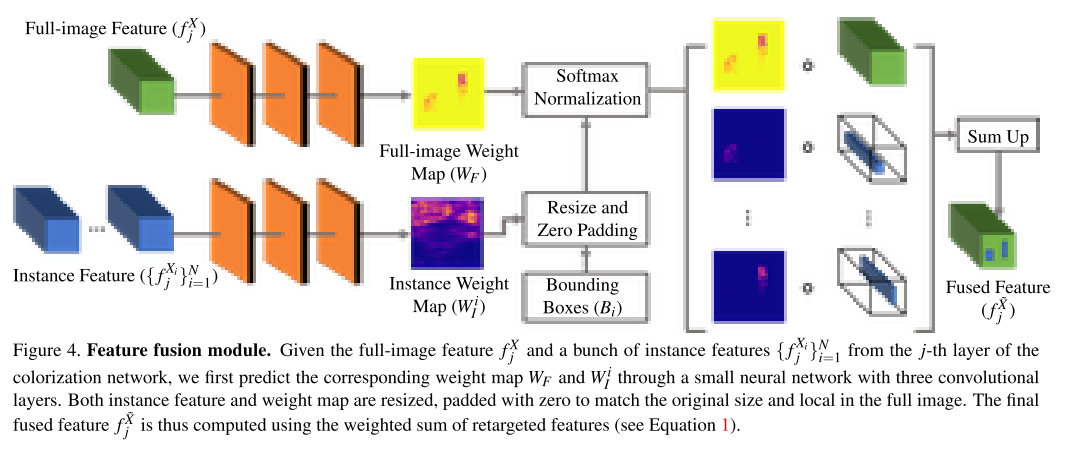 Full-image Feature (f_j^X)
Softmax
Normalization
Full-image Weight
Map (W_F)
Sum Up
...
Resize and
Zero Padding
Instance Feature ({f_j^{X_i}}_{i=1}^N)
Instance Weight
Map (W_I^i)
Bounding
Boxes (B_i)
Fused Feature
(f_j^{X̃})
Figure 4. Feature fusion module. Given the full-image feature f_j^X and a bunch of instance features {f_j^{X_i}}_{i=1}^N from the j-th layer of the
colorization network, we first predict the corresponding weight map W_F and W_I^i through a small neural network with three convolutional
layers. Both instance feature and weight map are resized, padded with zero to match the original size and local in the full image. The final
fused feature f_j^{X̃} is thus computed using the weighted sum of retargeted features (see Equation 1).